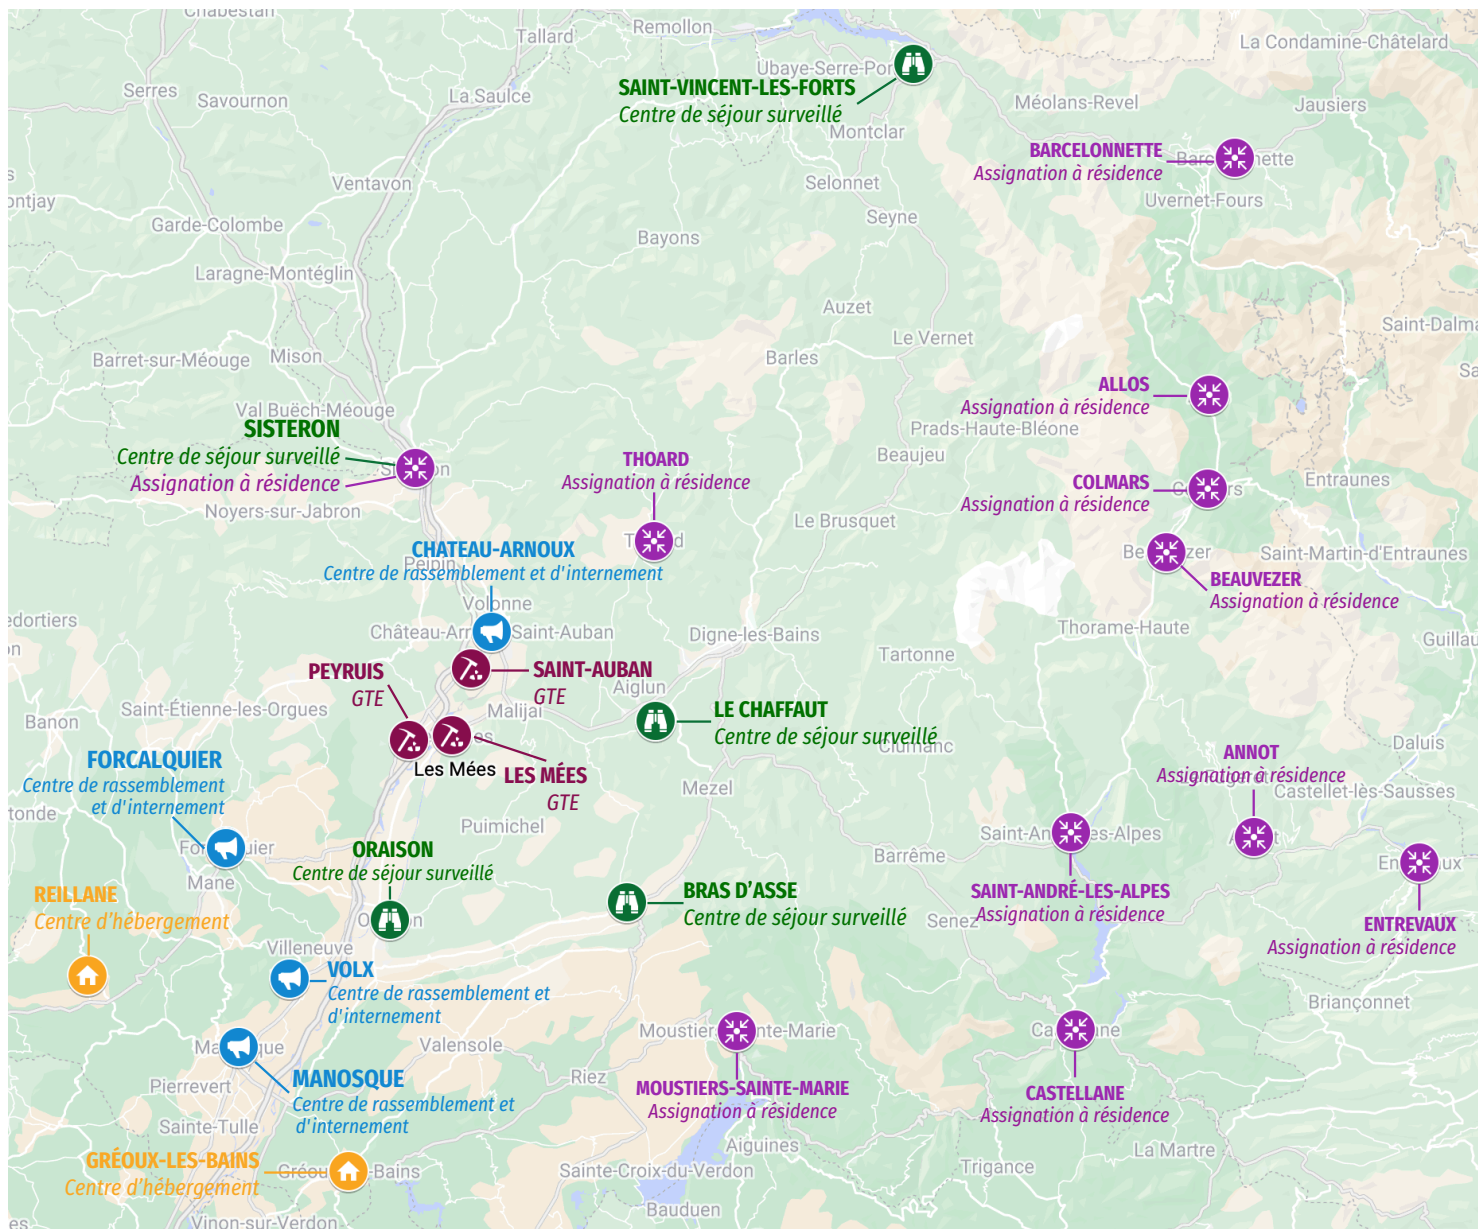 Chabestan
Tallard
Remollon
La Condamine-Châtelard
Serres
Savournon
La Saulce
SAINT-VINCENT-LES-FORTS
Centre de séjour surveillé
Méolans-Revel
Jausiers
Montclar
BARCELONNETTE
Assignation à résidence
Ventavon
Selonnet
Uvernet-Fours
Garde-Colombe
Seyne
Bayons
Laragne-Montéglin
Auzet
Le Vernet
Barret-sur-Méouge
Mison
Barles
ALLOS
Assignation à résidence
Prads-Haute-Bléone
Val Buëch-Méouge
SISTERON
Centre de séjour surveillé
Assignation à résidence
Noyers-sur-Jabron
THOARD
Assignation à résidence
Beaujeu
COLMARS
Assignation à résidence
Entraunes
Le Brusquet
CHATEAU-ARNOUX
Centre de rassemblement et d'internement
Peipin
Saint-Martin-d'Entraunes
BEAUVEZER
Assignation à résidence
Volonne
Saint-Auban
Digne-les-Bains
Thorame-Haute
Tartonne
PEYRUIS
GTE
SAINT-AUBAN
GTE
Aiglun
Banon
Saint-Étienne-les-Orgues
Malijai
LE CHAFFAUT
Centre de séjour surveillé
Clumanc
Daluis
FORCALQUIER
Centre de rassemblement
et d'internement
Les Mées
LES MÉES
GTE
Mezel
ANNOT
Assignation à résidence
Castellet-lès-Sausses
Puimichel
Saint-André-les-Alpes
Barrême
Mane
ORAISON
Centre de séjour surveillé
REILLANE
Centre d'hébergement
BRAS D'ASSE
Centre de séjour surveillé
SAINT-ANDRÉ-LES-ALPES
Assignation à résidence
Senez
ENTREVAUX
Assignation à résidence
Villeneuve
VOLX
Centre de rassemblement et
d'internement
Briançonnet
Valensole
MANOSQUE
Centre de rassemblement et
d'internement
Pierrevert
Riez
MOUSTIERS-SAINTE-MARIE
Assignation à résidence
CASTELLANE
Assignation à résidence
Sainte-Tulle
Aiguines
La Martre
GRÉOUX-LES-BAINS
Centre d'hébergement
Sainte-Croix-du-Verdon
Trigance
Bauduen
Vinon-sur-Verdon